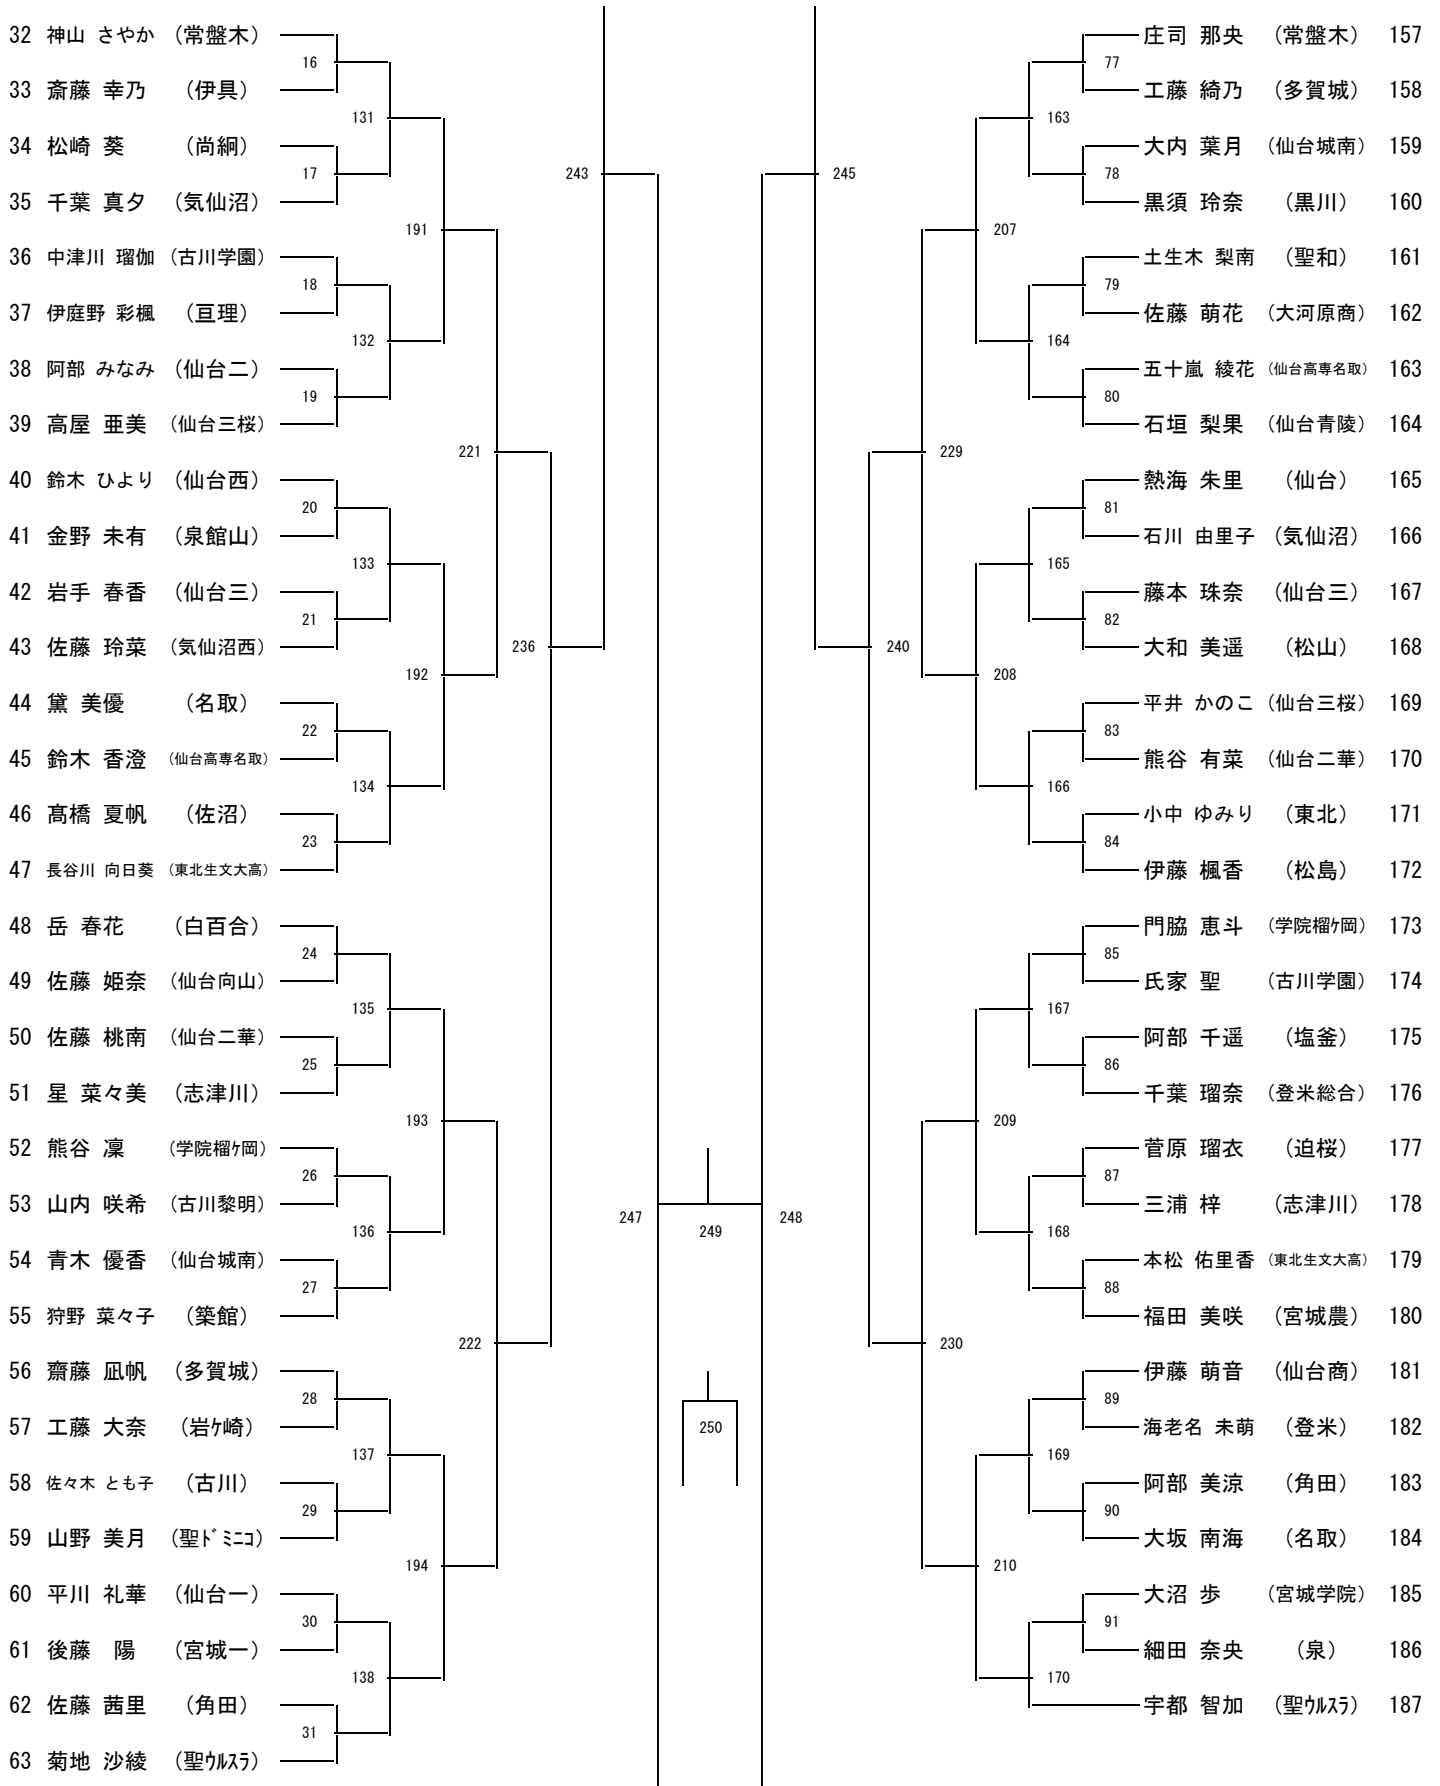 32 神山 さやか (常盤木)
16
33 斎藤 幸乃 (伊具)
131
34 松崎 葵 (尚絅)
17
35 千葉 真夕 (気仙沼)
191
36 中津川 瑠伽 (古川学園)
18
37 伊庭野 彩楓 (亘理)
132
38 阿部 みなみ (仙台二)
19
39 高屋 亜美 (仙台三桜)
221
40 鈴木 ひより (仙台西)
20
41 金野 未有 (泉館山)
133
42 岩手 春香 (仙台三)
21
43 佐藤 玲菜 (気仙沼西)
192
44 黛 美優 (名取)
22
45 鈴木 香澄 (仙台高専名取)
134
46 髙橋 夏帆 (佐沼)
23
47 長谷川 向日葵 (東北生文大高)
236
48 岳 春花 (白百合)
24
49 佐藤 姫奈 (仙台向山)
135
50 佐藤 桃南 (仙台二華)
25
51 星 菜々美 (志津川)
193
52 熊谷 凜 (学院榴ケ岡)
26
53 山内 咲希 (古川黎明)
136
54 青木 優香 (仙台城南)
27
55 狩野 菜々子 (築館)
222
56 齋藤 凪帆 (多賀城)
28
57 工藤 大奈 (岩ケ崎)
137
58 佐々木 とも子 (古川)
29
59 山野 美月 (聖ドミニコ)
194
60 平川 礼華 (仙台一)
30
61 後藤 陽 (宮城一)
138
62 佐藤 茜里 (角田)
31
63 菊地 沙綾 (聖ウルスラ)
243
245
247
249
248
250
庄司 那央 (常盤木) 157
77
工藤 綺乃 (多賀城) 158
163
大内 葉月 (仙台城南) 159
78
黒須 玲奈 (黒川) 160
207
土生木 梨南 (聖和) 161
79
佐藤 萌花 (大河原商) 162
164
五十嵐 綾花 (仙台高専名取) 163
80
石垣 梨果 (仙台青陵) 164
229
熱海 朱里 (仙台) 165
81
石川 由里子 (気仙沼) 166
165
藤本 珠奈 (仙台三) 167
82
大和 美遥 (松山) 168
240
208
平井 かのこ (仙台三桜) 169
83
熊谷 有菜 (仙台二華) 170
166
小中 ゆみり (東北) 171
84
伊藤 楓香 (松島) 172
門脇 恵斗 (学院榴ケ岡) 173
85
氏家 聖 (古川学園) 174
167
阿部 千遥 (塩釜) 175
86
千葉 瑠奈 (登米総合) 176
209
菅原 瑠衣 (迫桜) 177
87
三浦 梓 (志津川) 178
168
本松 佑里香 (東北生文大高) 179
88
福田 美咲 (宮城農) 180
230
伊藤 萌音 (仙台商) 181
89
海老名 未萌 (登米) 182
169
阿部 美涼 (角田) 183
90
大坂 南海 (名取) 184
210
大沼 歩 (宮城学院) 185
91
細田 奈央 (泉) 186
170
宇都 智加 (聖ウルスラ) 187